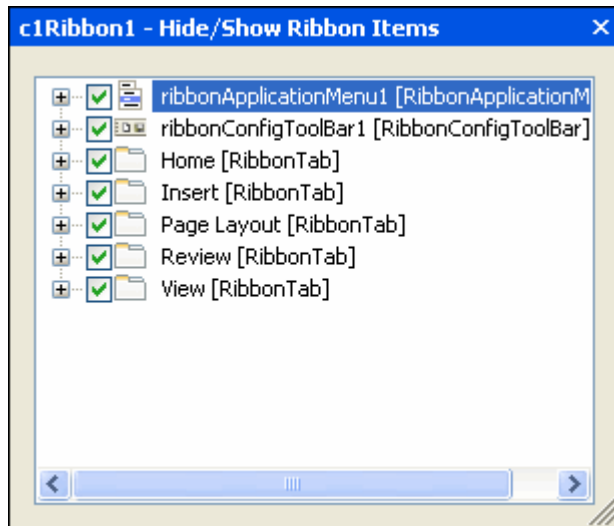 c1Ribbon1 - Hide/Show Ribbon Items
ribbonApplicationMenu1 [RibbonApplicationM
ribbonConfigToolBar1 [RibbonConfigToolBar]
Home [RibbonTab]
Insert [RibbonTab]
Page Layout [RibbonTab]
Review [RibbonTab]
View [RibbonTab]